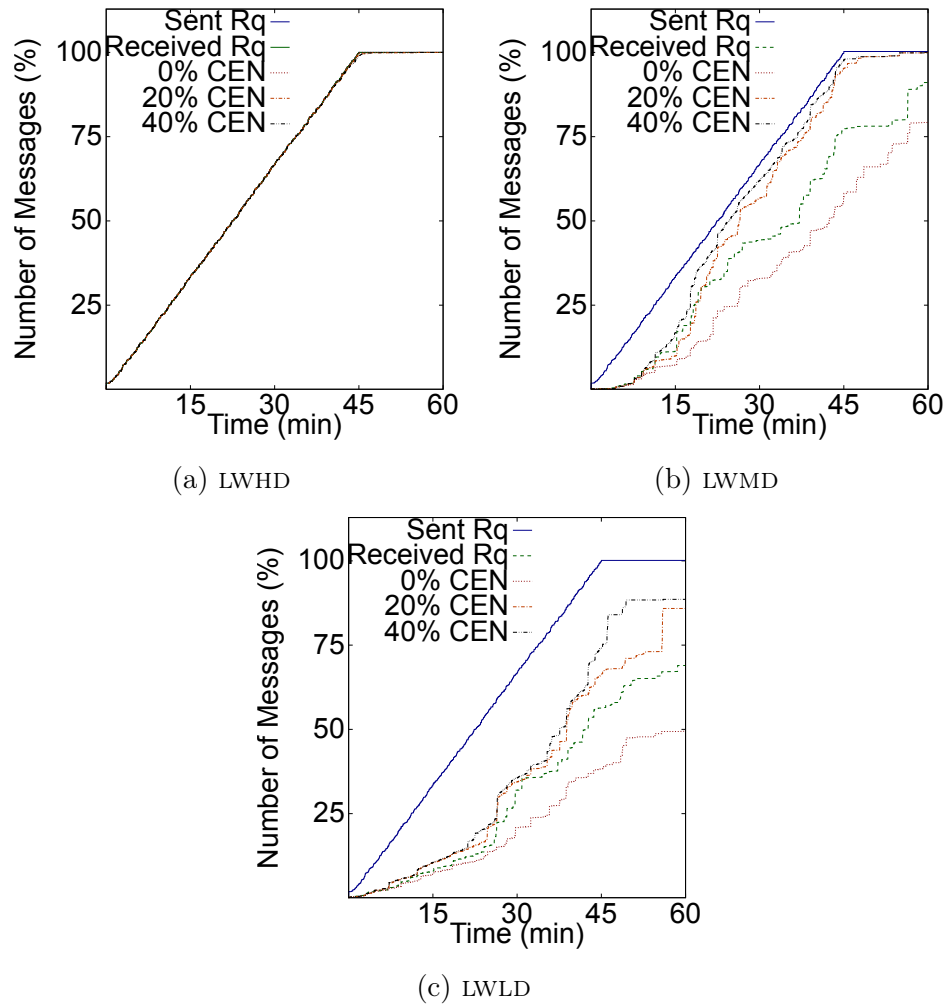 Number of Messages (%)
100
75
50
25
Sent Rq
Received Rq
0% CEN
20% CEN
40% CEN
15
30
45
60
Time (min)
(a) LWHD
Number of Messages (%)
100
75
50
25
Sent Rq
Received Rq
0% CEN
20% CEN
40% CEN
15
30
45
60
Time (min)
(b) LWMD
Number of Messages (%)
100
75
50
25
Sent Rq
Received Rq
0% CEN
20% CEN
40% CEN
15
30
45
60
Time (min)
(c) LWLD